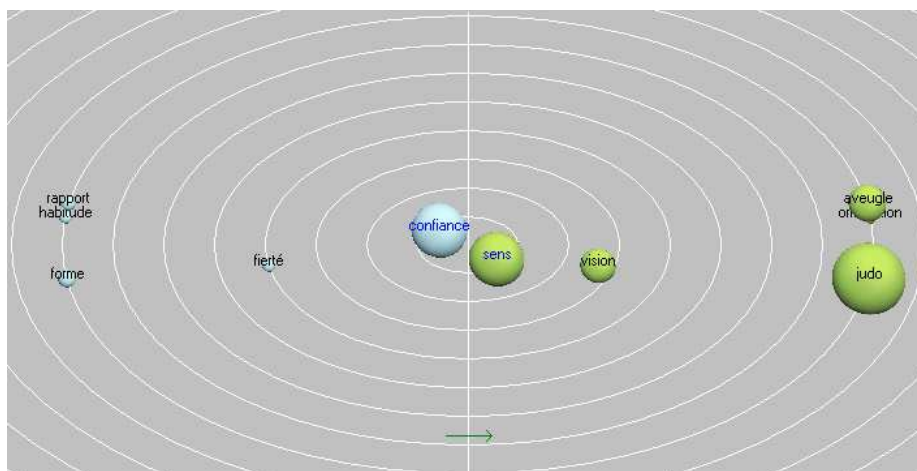 rapport
habitude
forme
fierté
confiance
sens
vision
aveugle
judo